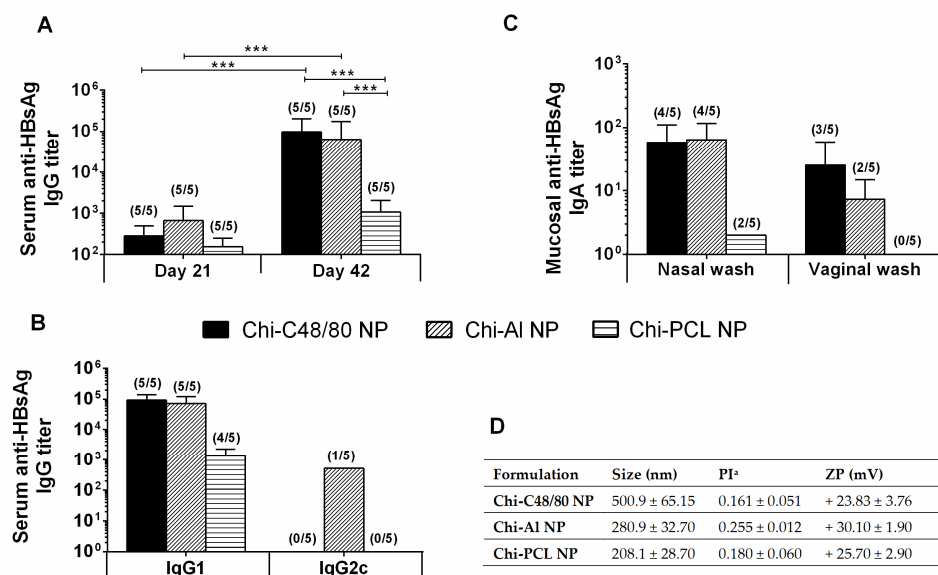 A
Serum anti-HBsAg
IgG titer
10⁶
10⁵
10⁴
10³
10²
***
***
***
***
(5/5)
(5/5)
(5/5)
(5/5)
(5/5)
(5/5)
Day 21
Day 42
C
Mucosal anti-HBsAg
IgA titer
10³
10²
10¹
10⁰
(4/5)
(4/5)
(2/5)
(3/5)
(2/5)
(0/5)
Nasal wash
Vaginal wash
Chi-C48/80 NP
Chi-Al NP
Chi-PCL NP
B
Serum anti-HBsAg
IgG titer
10⁶
10⁵
10⁴
10³
10²
10¹
10⁰
(5/5)
(5/5)
(4/5)
(0/5)
(1/5)
(0/5)
IgG1
IgG2c
D
Formulation Size (nm) PIᵃ ZP (mV)
Chi-C48/80 NP 500.9 ± 65.15 0.161 ± 0.051 + 23.83 ± 3.76
Chi-Al NP 280.9 ± 32.70 0.255 ± 0.012 + 30.10 ± 1.90
Chi-PCL NP 208.1 ± 28.70 0.180 ± 0.060 + 25.70 ± 2.90